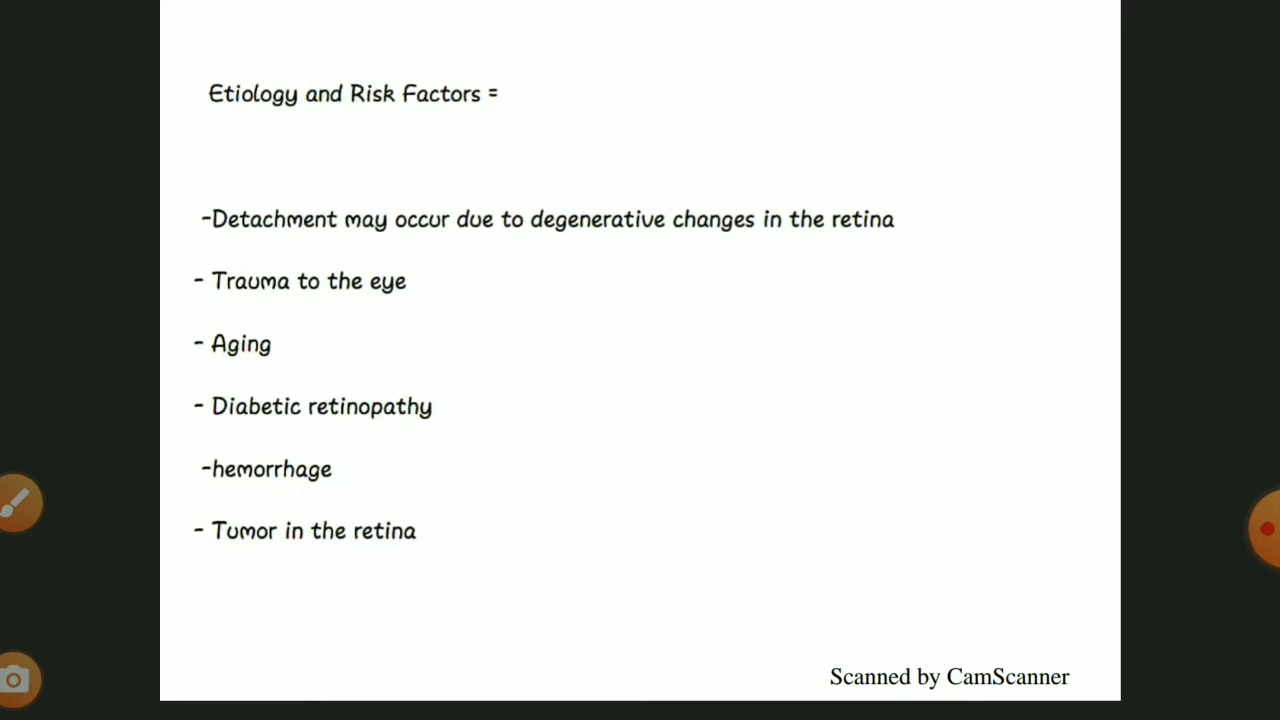 Etiology and Risk Factors =
-Detachment may occur due to degenerative changes in the retina
- Trauma to the eye
- Aging
- Diabetic retinopathy
-hemorrhage
- Tumor in the retina
Scanned by CamScanner